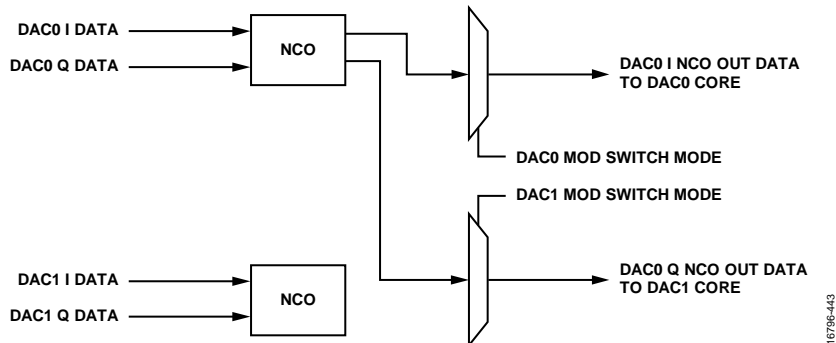 DAC0 I DATA
DAC0 Q DATA
NCO
DAC0 I NCO OUT DATA
TO DAC0 CORE
DAC0 MOD SWITCH MODE
DAC1 MOD SWITCH MODE
DAC1 I DATA
DAC1 Q DATA
NCO
DAC0 Q NCO OUT DATA
TO DAC1 CORE
16796-443